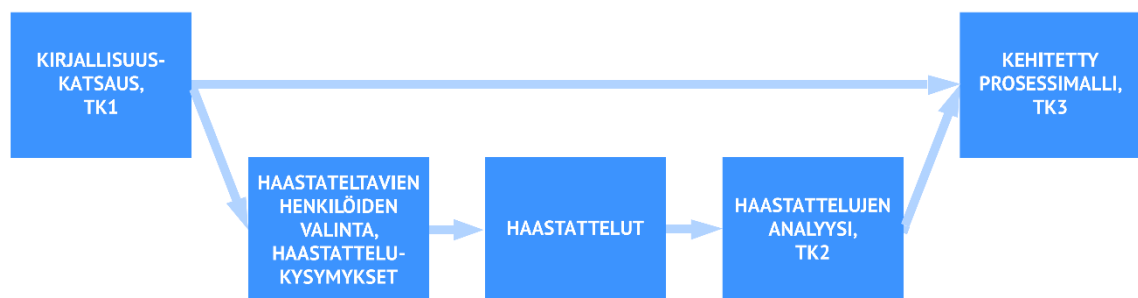 KIRJALLISUUS-
KATSAUS,
TK1
KEHITETTY
PROSESSIMALLI,
TK3
HAASTATELTAVIEN
HENKILÖIDEN
VALINTA,
HAASTATTELU-
KYSYMYKSET
HAASTATTELUT
HAASTATTELUJEN
ANALYYSI,
TK2